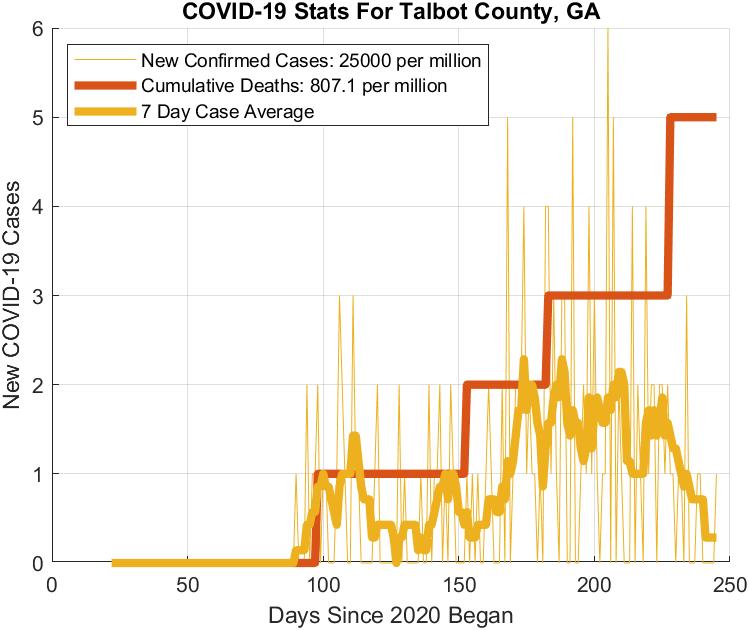 COVID-19 Stats For Talbot County, GA
New Confirmed Cases: 25000 per million
Cumulative Deaths: 807.1 per million
7 Day Case Average
New COVID-19 Cases
6
5
4
3
2
1
0
0 50 100 150 200 250
Days Since 2020 Began